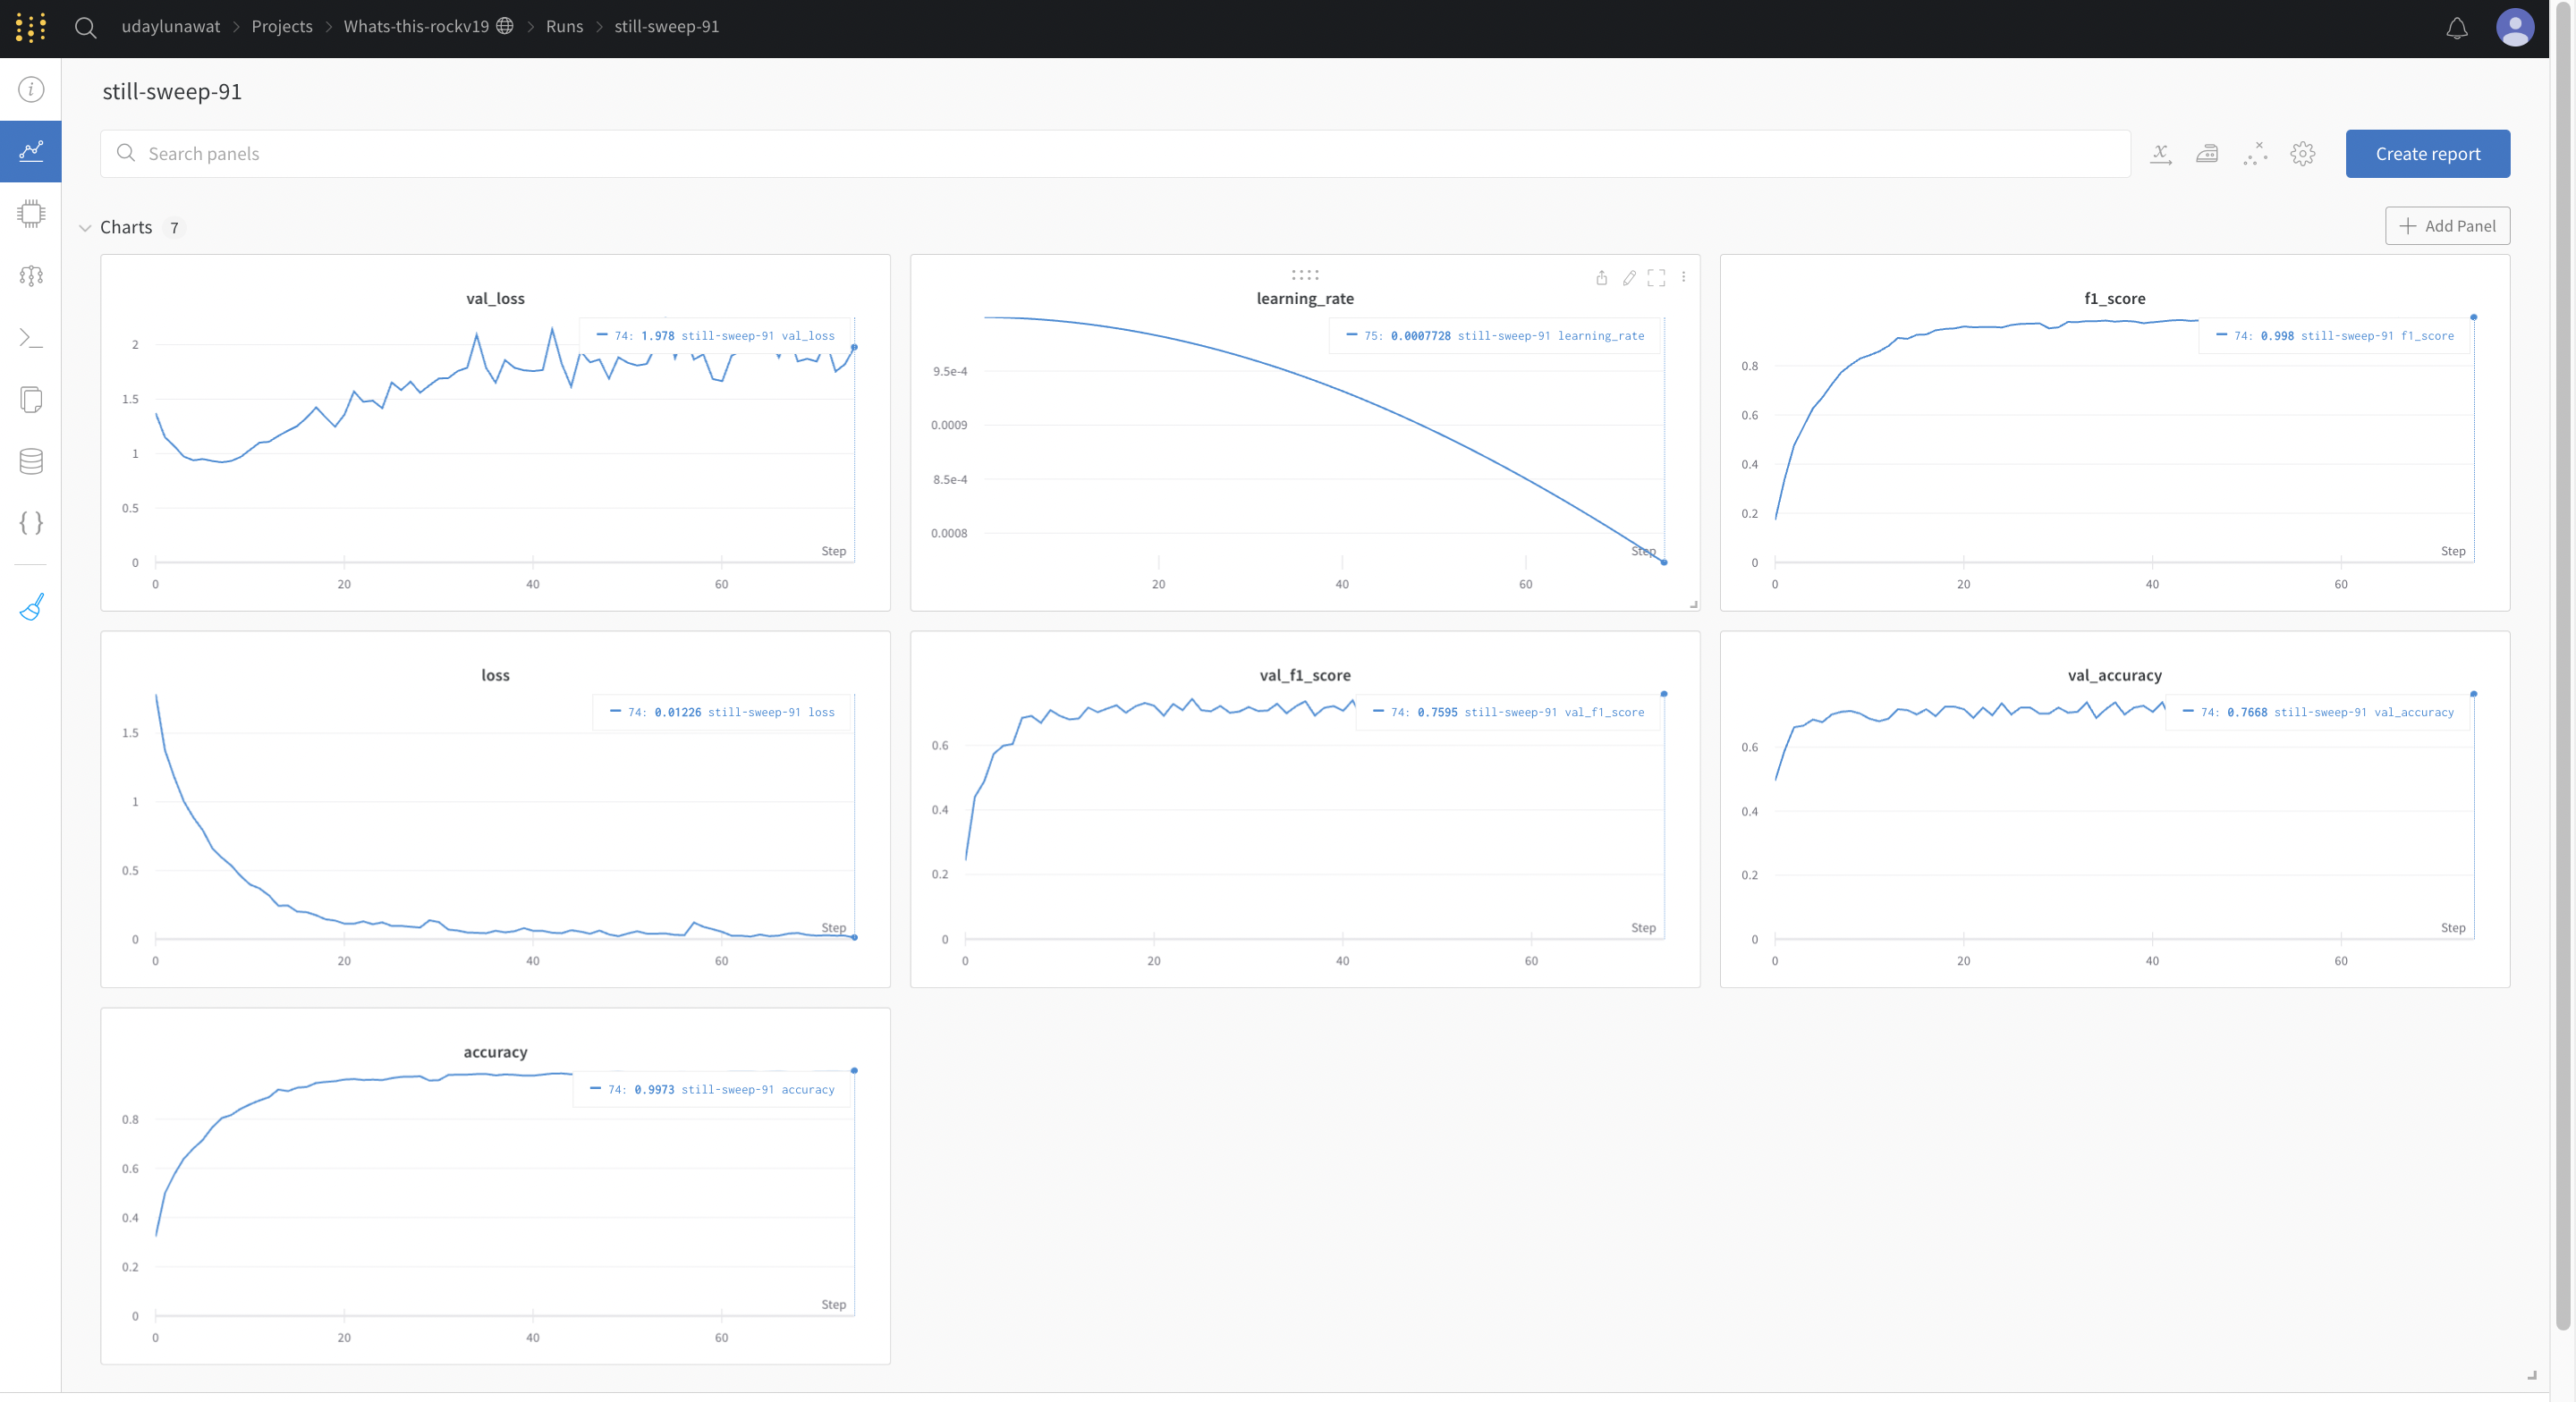 udaylunawat > Projects > Whats-this-rockv19 > Runs > still-sweep-91
still-sweep-91
Search panels
Create report
Charts 7
Add Panel
val_loss
74: 1.978 still-sweep-91 val_loss
2
1.5
1
0.5
0
Step
0 20 40 60
learning_rate
75: 0.0007728 still-sweep-91 learning_rate
9.5e-4
0.0009
8.5e-4
0.0008
Step
20 40 60
f1_score
74: 0.998 still-sweep-91 f1_score
0.8
0.6
0.4
0.2
0
Step
0 20 40 60
loss
74: 0.01226 still-sweep-91 loss
1.5
1
0.5
0
Step
0 20 40 60
val_f1_score
74: 0.7595 still-sweep-91 val_f1_score
0.6
0.4
0.2
0
Step
0 20 40 60
val_accuracy
74: 0.7668 still-sweep-91 val_accuracy
0.6
0.4
0.2
0
Step
0 20 40 60
accuracy
74: 0.9973 still-sweep-91 accuracy
0.8
0.6
0.4
0.2
0
Step
0 20 40 60